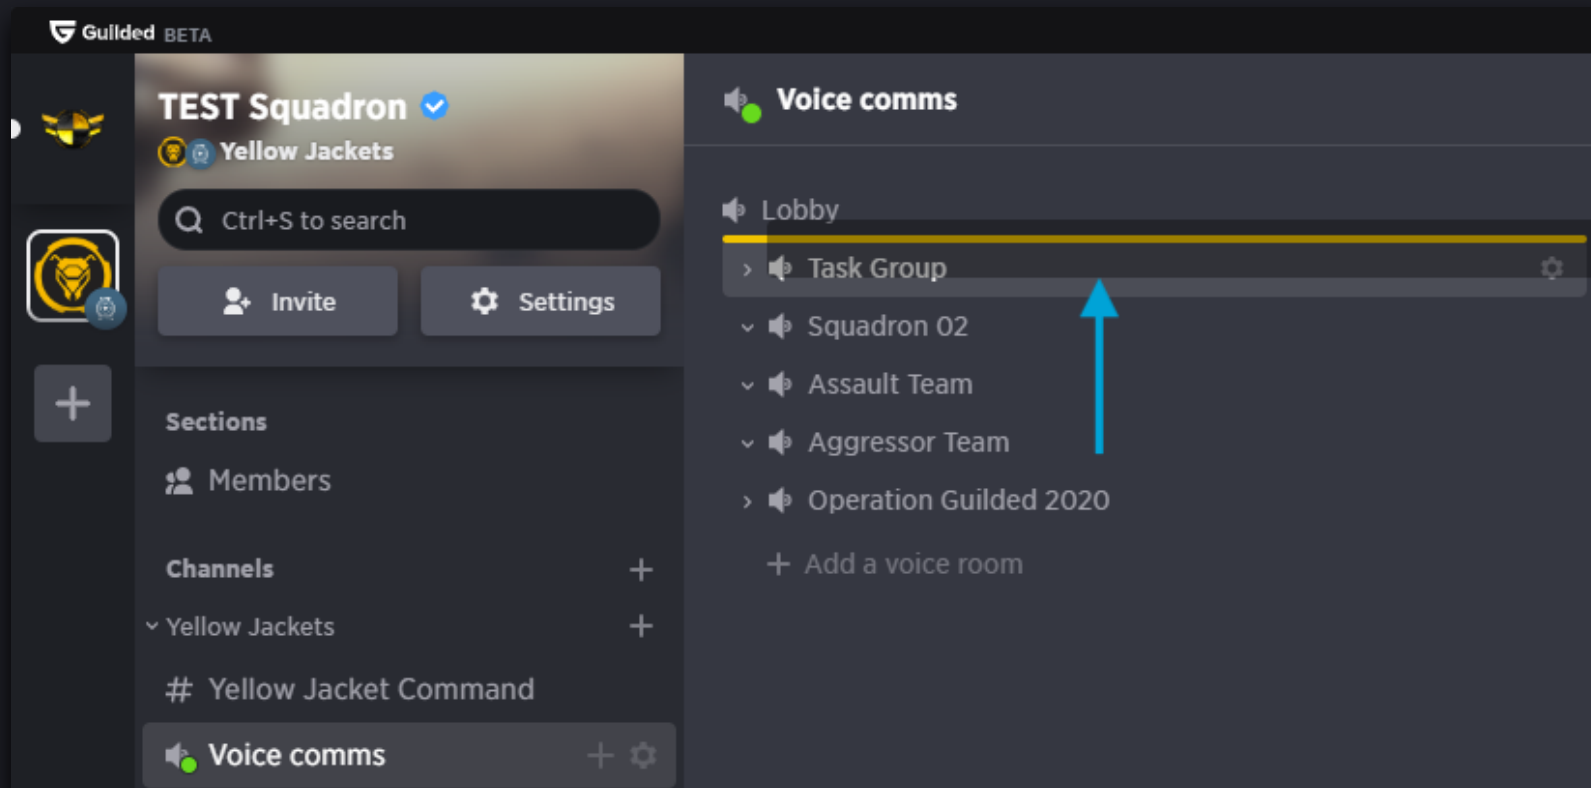 Guilded BETA
TEST Squadron
Yellow Jackets
Ctrl+S to search
Invite
Settings
Sections
Members
Channels
Yellow Jackets
# Yellow Jacket Command
Voice comms
Voice comms
Lobby
Task Group
Squadron 02
Assault Team
Aggressor Team
Operation Guilded 2020
+ Add a voice room